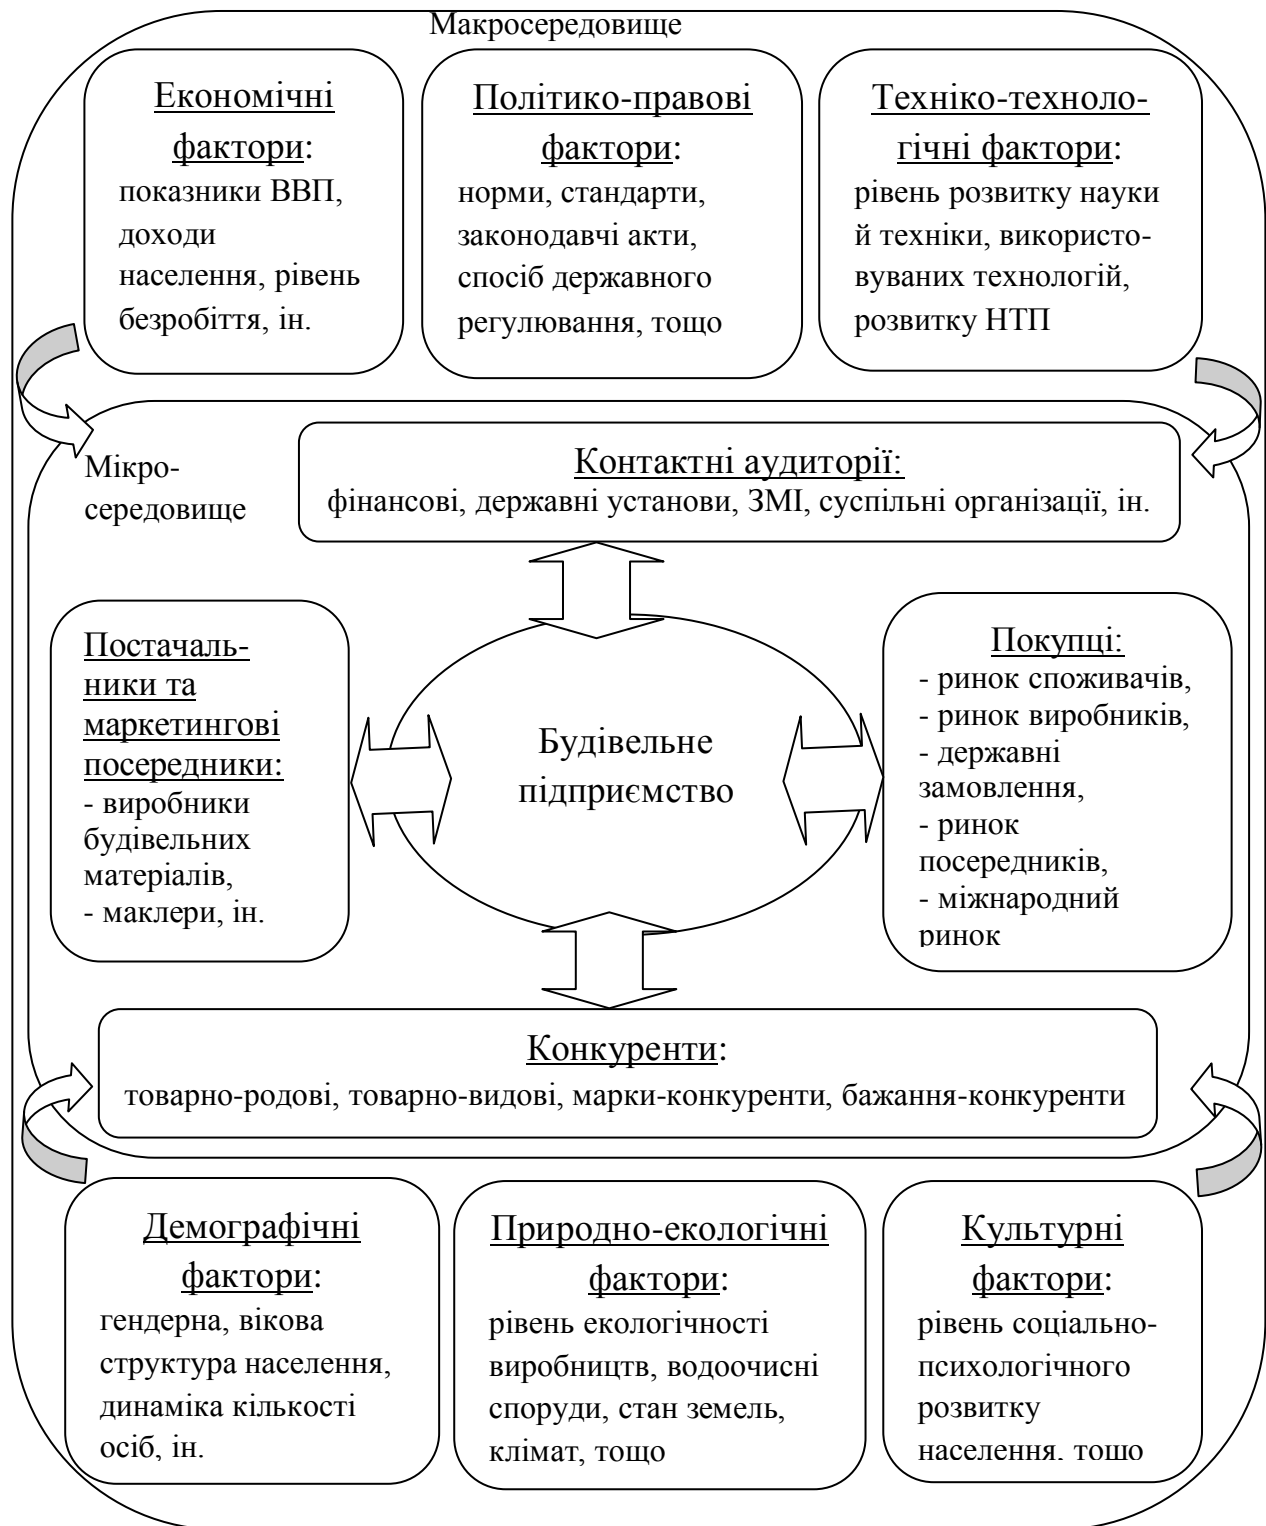 Макросередовище
Економічні
фактори:
показники ВВП,
доходи
населення, рівень
безробіття, ін.
Політико-правові
фактори:
норми, стандарти,
законодавчі акти,
спосіб державного
регулювання, тощо
Техніко-техноло-
гічні фактори:
рівень розвитку науки
й техніки, використо-
вуваних технологій,
розвитку НТП
Мікро-
середовище
Контактні аудиторії:
фінансові, державні установи, ЗМІ, суспільні організації, ін.
Постачаль-
ники та
маркетингові
посередники:
- виробники
будівельних
матеріалів,
- маклери, ін.
Будівельне
підприємство
Покупці:
- ринок споживачів,
- ринок виробників,
- державні
замовлення,
- ринок
посередників,
- міжнародний
ринок
Конкуренти:
товарно-родові, товарно-видові, марки-конкуренти, бажання-конкуренти
Демографічні
фактори:
гендерна, вікова
структура населення,
динаміка кількості
осіб, ін.
Природно-екологічні
фактори:
рівень екологічності
виробництв, водоочисні
споруди, стан земель,
клімат, тощо
Культурні
фактори:
рівень соціально-
психологічного
розвитку
населення, тощо